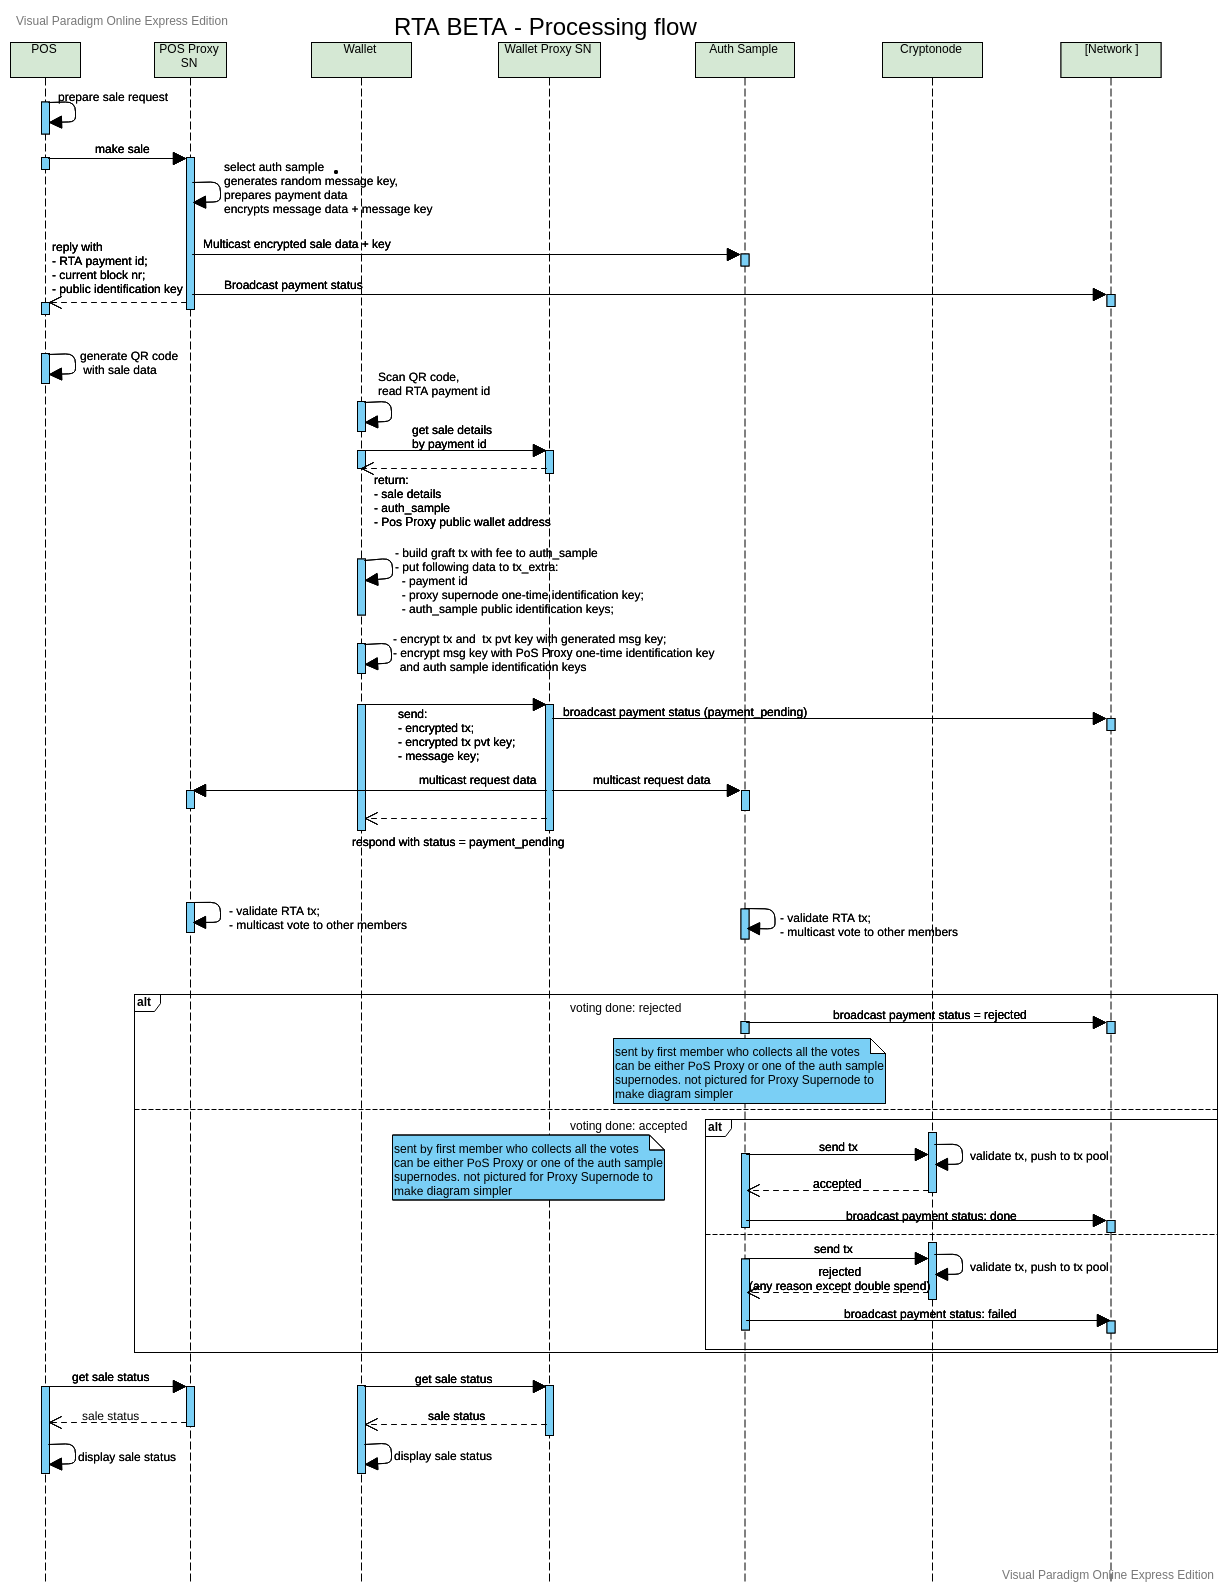 Visual Paradigm Online Express Edition
RTA BETA - Processing flow
POS
POS Proxy
SN
Wallet
Wallet Proxy SN
Auth Sample
Cryptonode
[Network ]
prepare sale request
make sale
select auth sample
generates random message key,
prepares payment data
encrypts message data + message key
Multicast encrypted sale data + key
reply with
- RTA payment id;
- current block nr;
- public identification key
Broadcast payment status
generate QR code
with sale data
Scan QR code,
read RTA payment id
get sale details
by payment id
return:
- sale details
- auth_sample
- Pos Proxy public wallet address
- build graft tx with fee to auth_sample
- put following data to tx_extra:
- payment id
- proxy supernode one-time identification key;
- auth_sample public identification keys;
- encrypt tx and  tx pvt key with generated msg key;
- encrypt msg key with PoS Proxy one-time identification key
and auth sample identification keys
send:
- encrypted tx;
- encrypted tx pvt key;
- message key;
broadcast payment status (payment_pending)
multicast request data
multicast request data
respond with status = payment_pending
- validate RTA tx;
- multicast vote to other members
- validate RTA tx;
- multicast vote to other members
alt
voting done: rejected
broadcast payment status = rejected
sent by first member who collects all the votes
can be either PoS Proxy or one of the auth sample
supernodes. not pictured for Proxy Supernode to
make diagram simpler
voting done: accepted
alt
sent by first member who collects all the votes
can be either PoS Proxy or one of the auth sample
supernodes. not pictured for Proxy Supernode to
make diagram simpler
send tx
validate tx, push to tx pool
accepted
broadcast payment status: done
send tx
validate tx, push to tx pool
rejected
(any reason except double spend)
broadcast payment status: failed
get sale status
get sale status
sale status
sale status
display sale status
display sale status
Visual Paradigm Online Express Edition